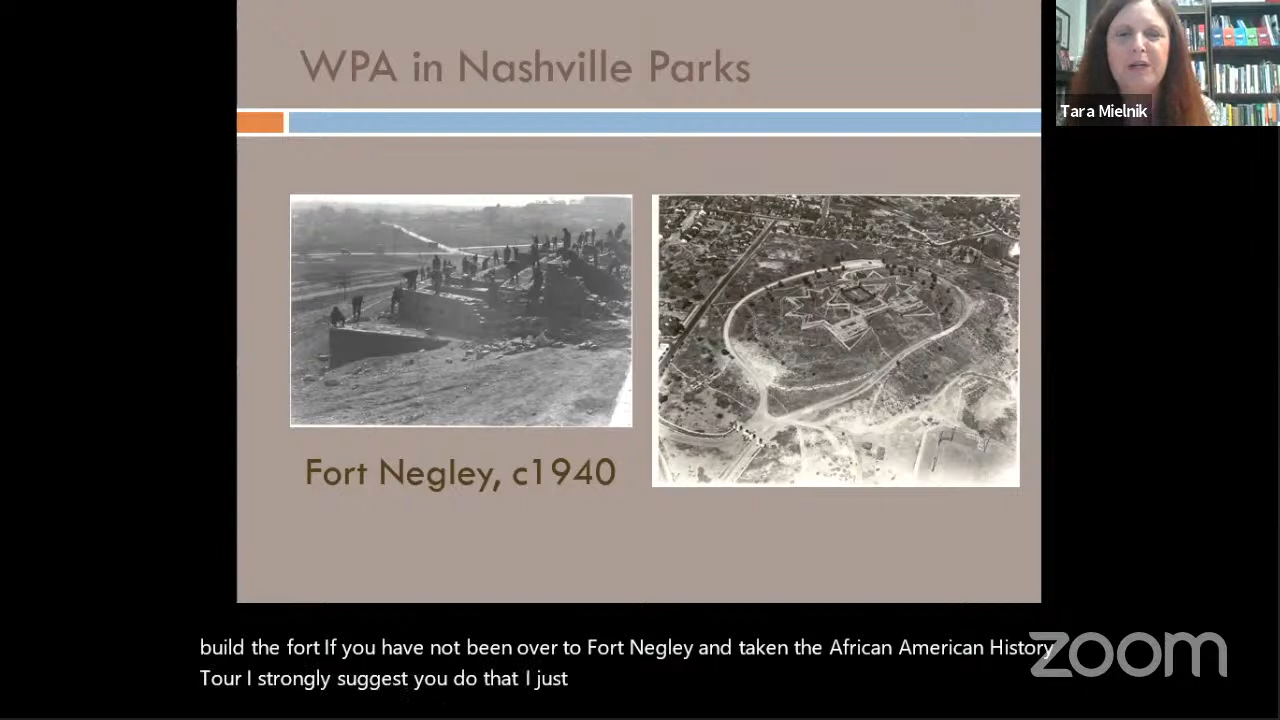 WPA in Nashville Parks
Tara Mielnik
Fort Negley, c1940
build the fort If you have not been over to Fort Negley and taken the African American History
Tour I strongly suggest you do that I just
zoom